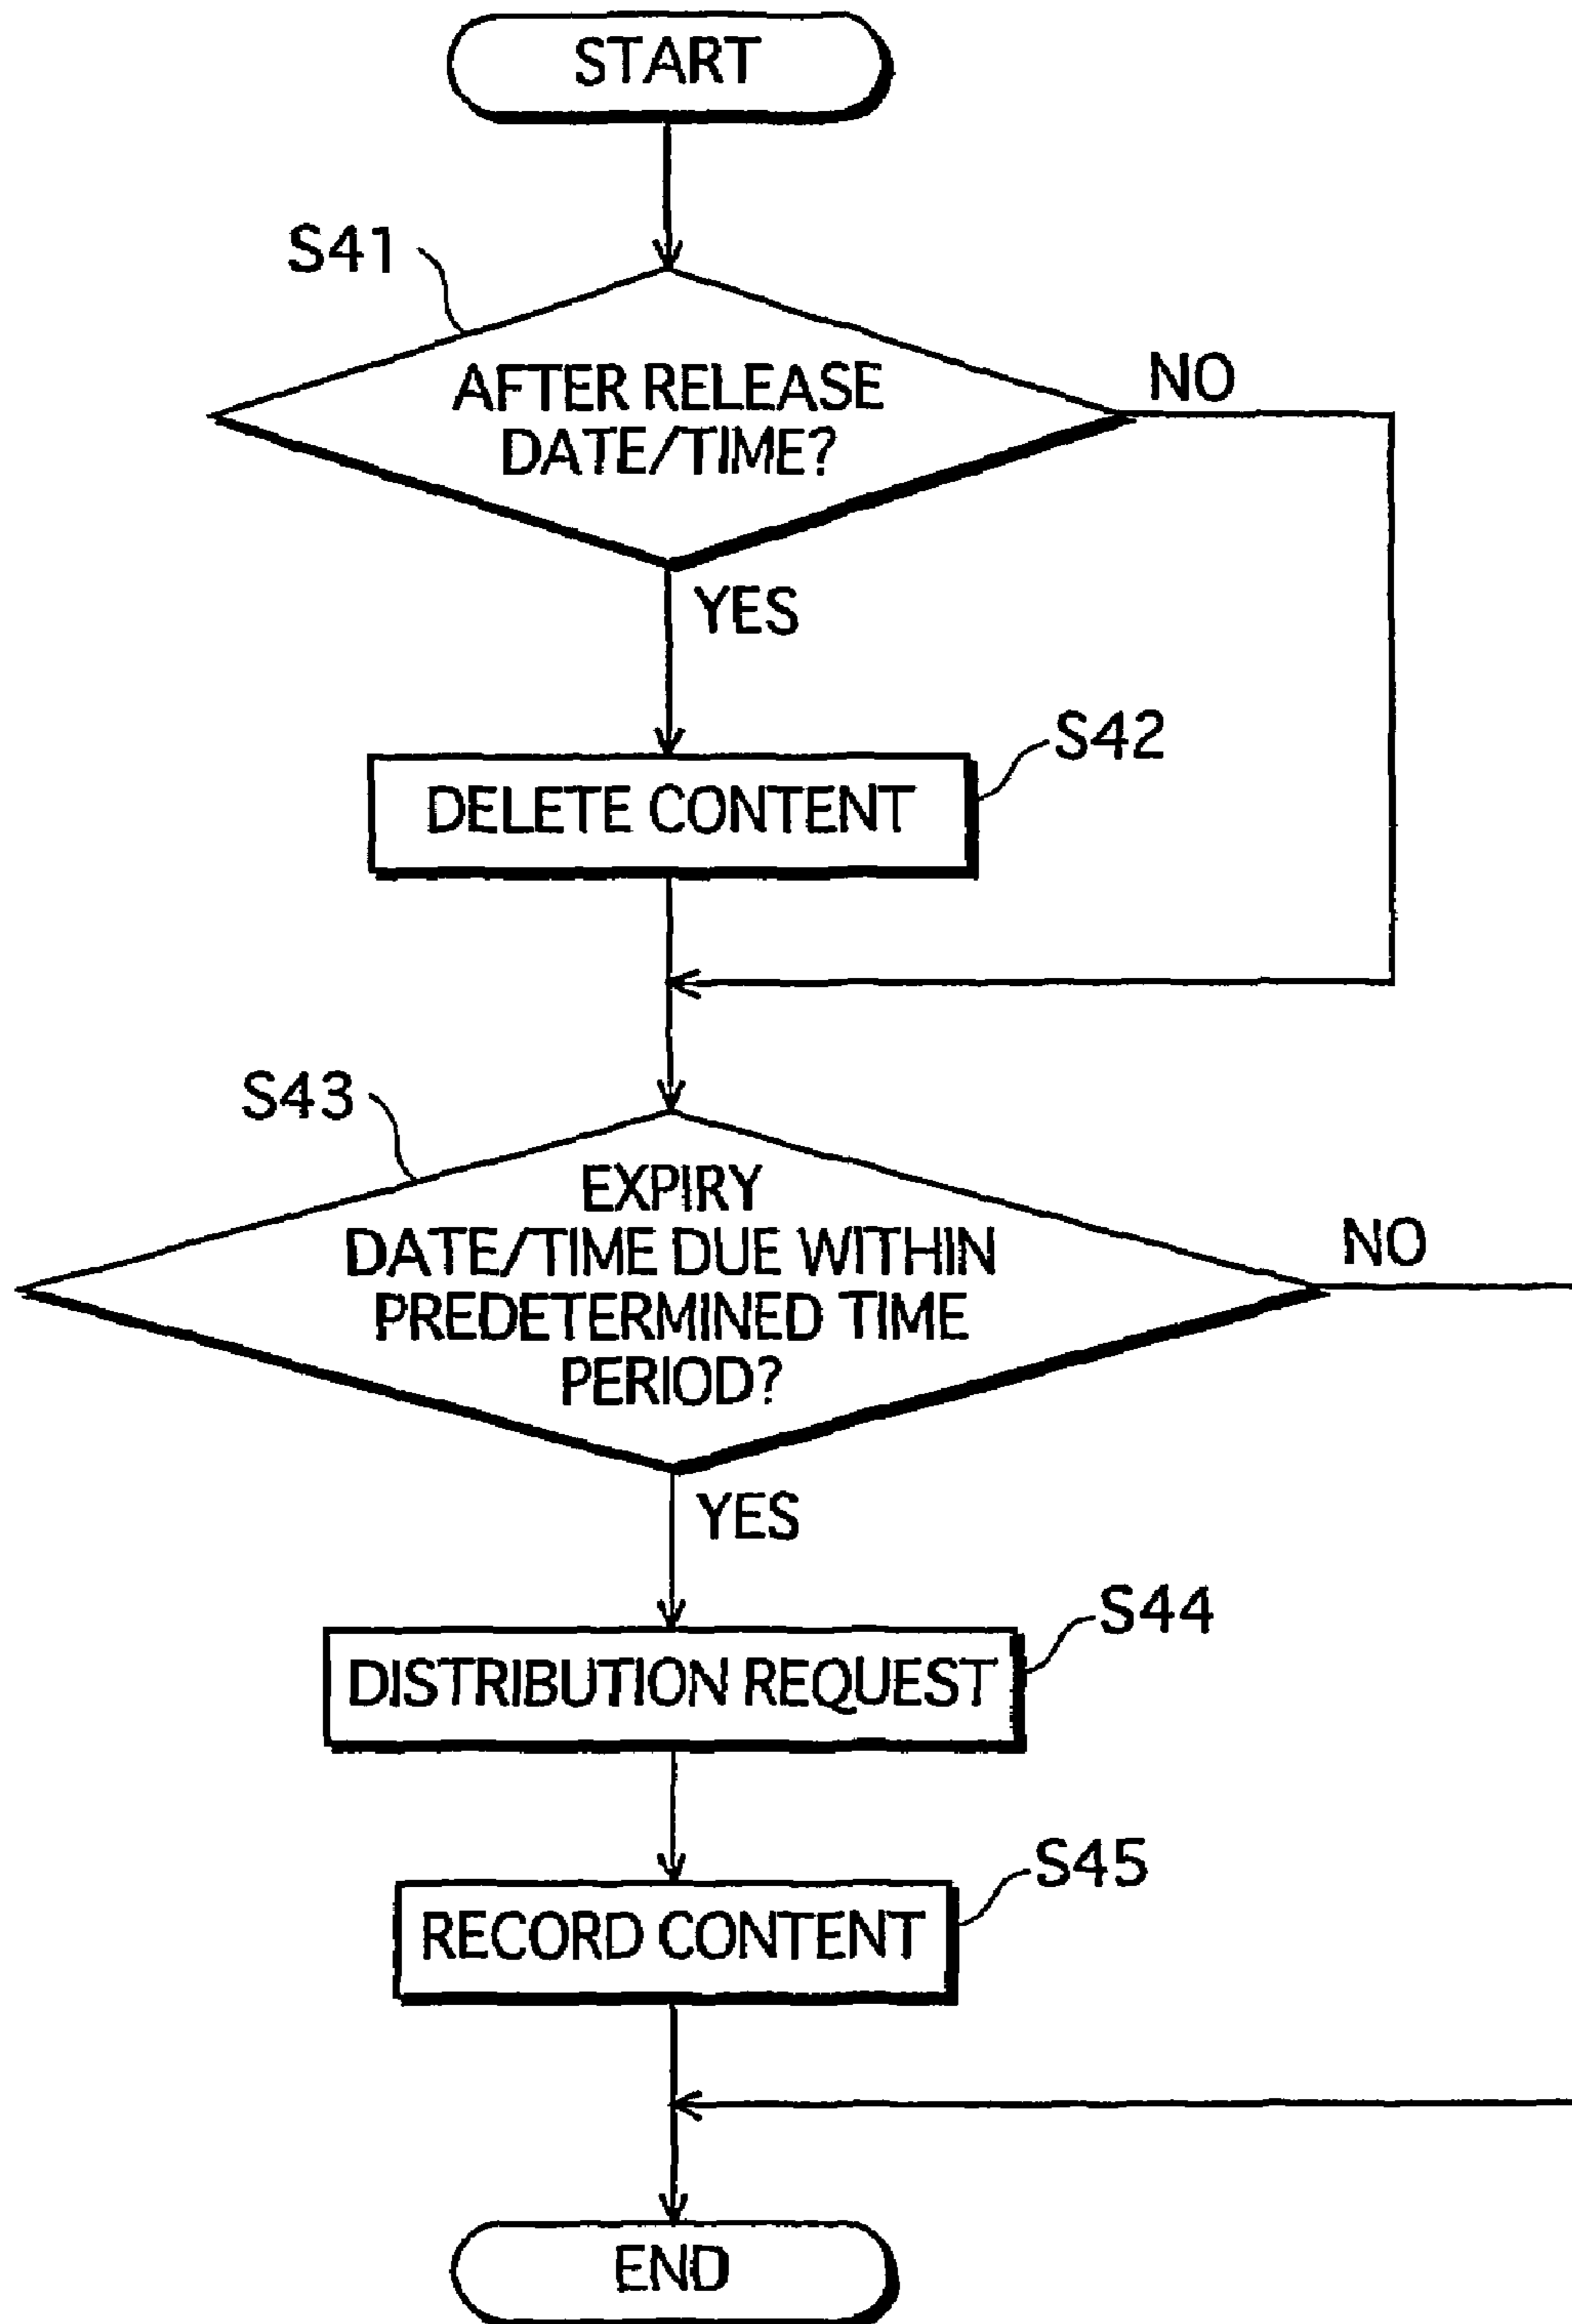 START
S41
AFTER RELEASE
DATE/TIME?
NO
YES
S42
DELETE CONTENT
S43
EXPIRY
DATE/TIME DUE WITHIN
PREDETERMINED TIME
PERIOD?
NO
YES
S44
DISTRIBUTION REQUEST
S45
RECORD CONTENT
END